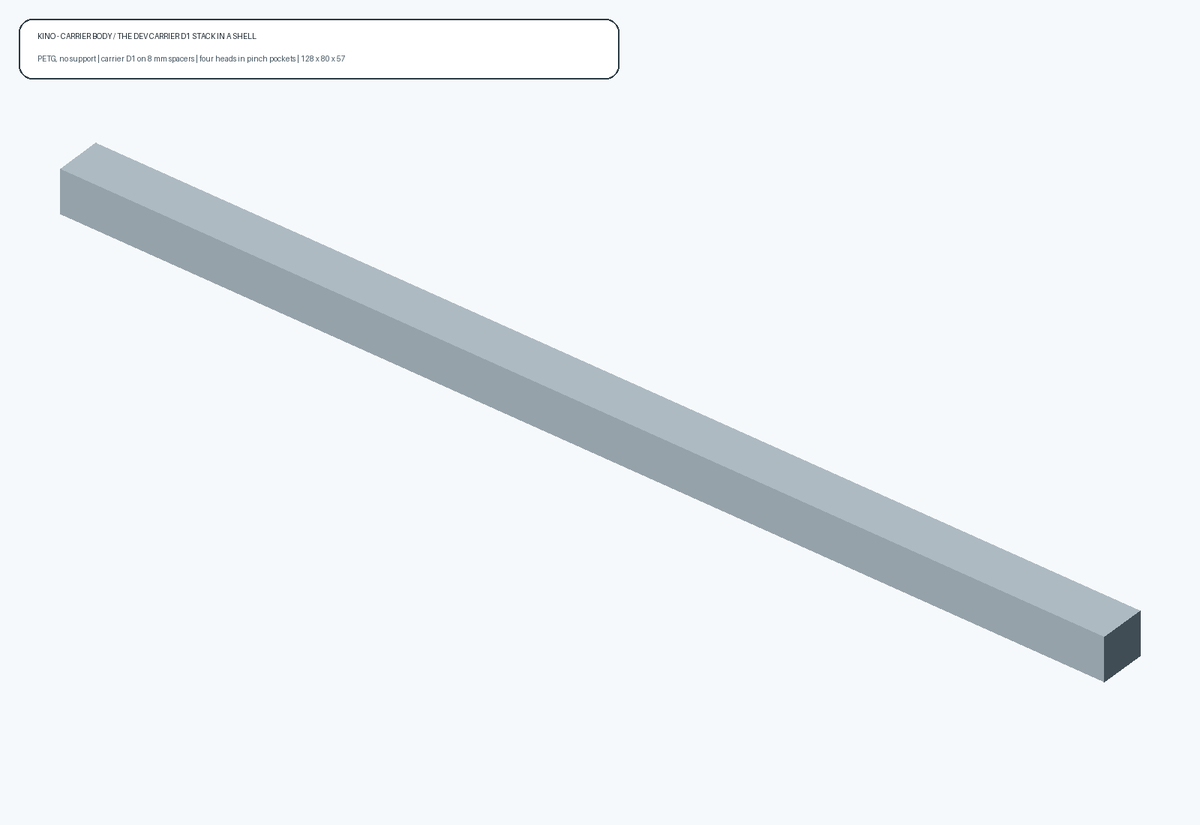 KINO - CARRIER BODY / THE DEV CARRIER D1 STACK IN A SHELL
PETG, no support | carrier D1 on 8 mm spacers | four heads in pinch pockets | 128 x 80 x 57